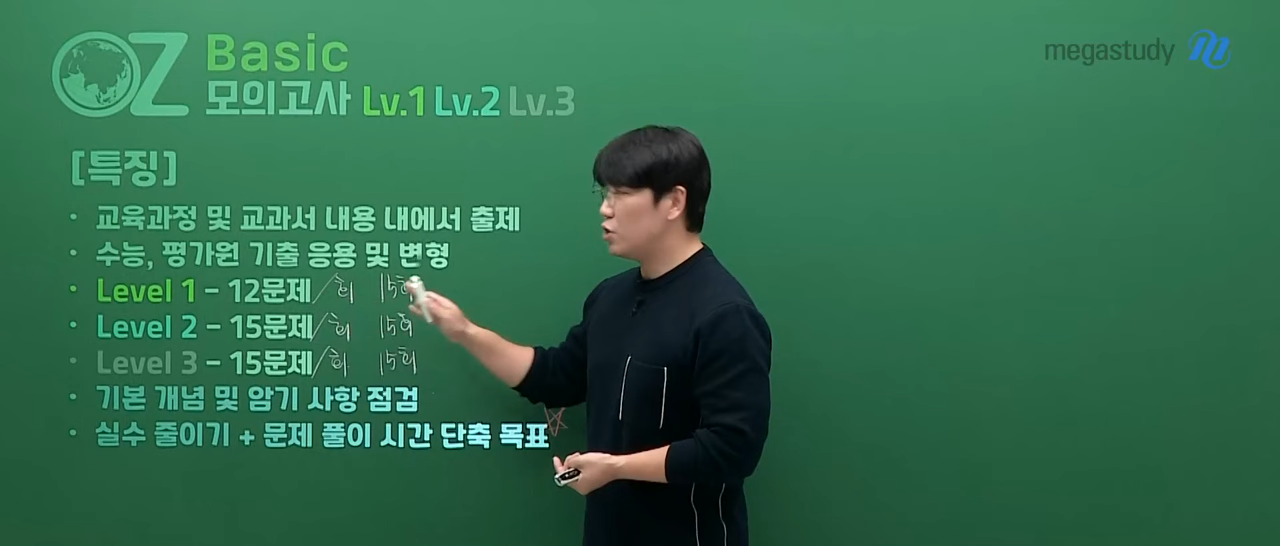 OZ Basic
모의고사 Lv.1 Lv.2 Lv.3
megastudy
[특징]
• 교육과정 및 교과서 내용 내에서 출제
• 수능, 평가원 기출 응용 및 변형
• Level 1 - 12문제/회 15회
• Level 2 - 15문제/회 15회
• Level 3 - 15문제/회 15회
• 기본 개념 및 암기 사항 점검
• 실수 줄이기 + 문제 풀이 시간 단축 목표